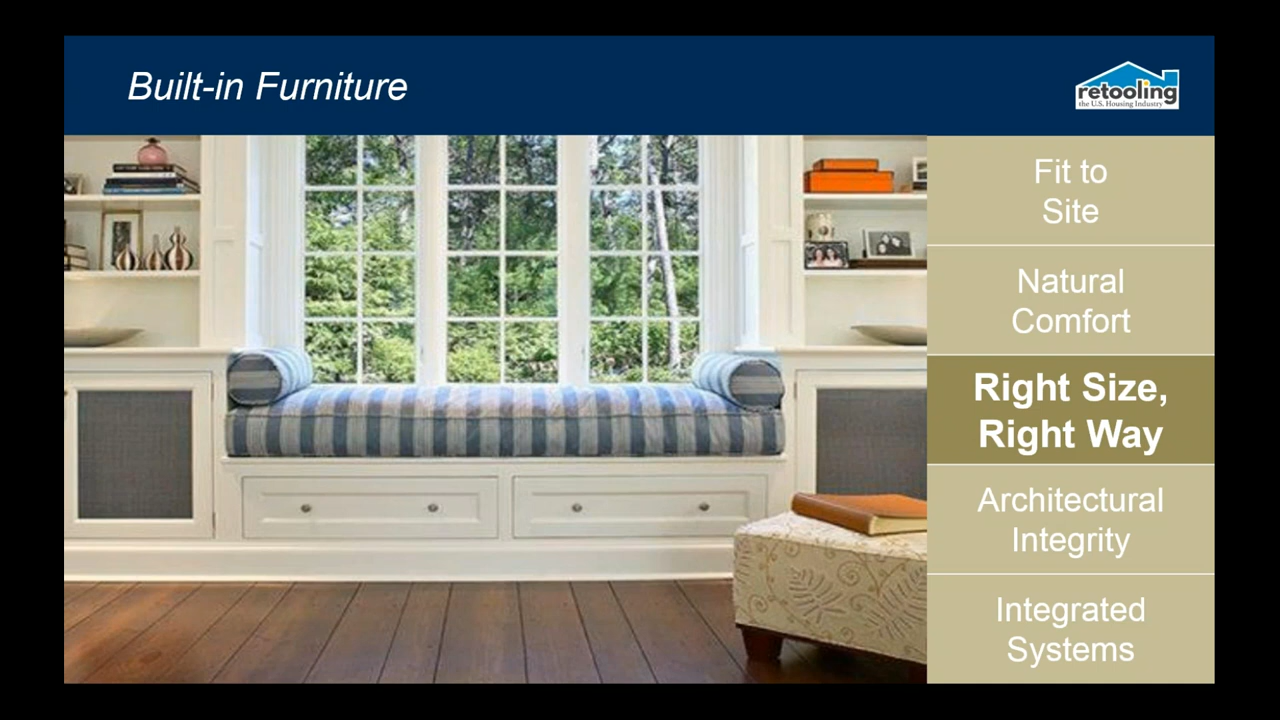 Built-in Furniture
retooling
the U.S. Housing Industry
Fit to
Site
Natural
Comfort
Right Size,
Right Way
Architectural
Integrity
Integrated
Systems